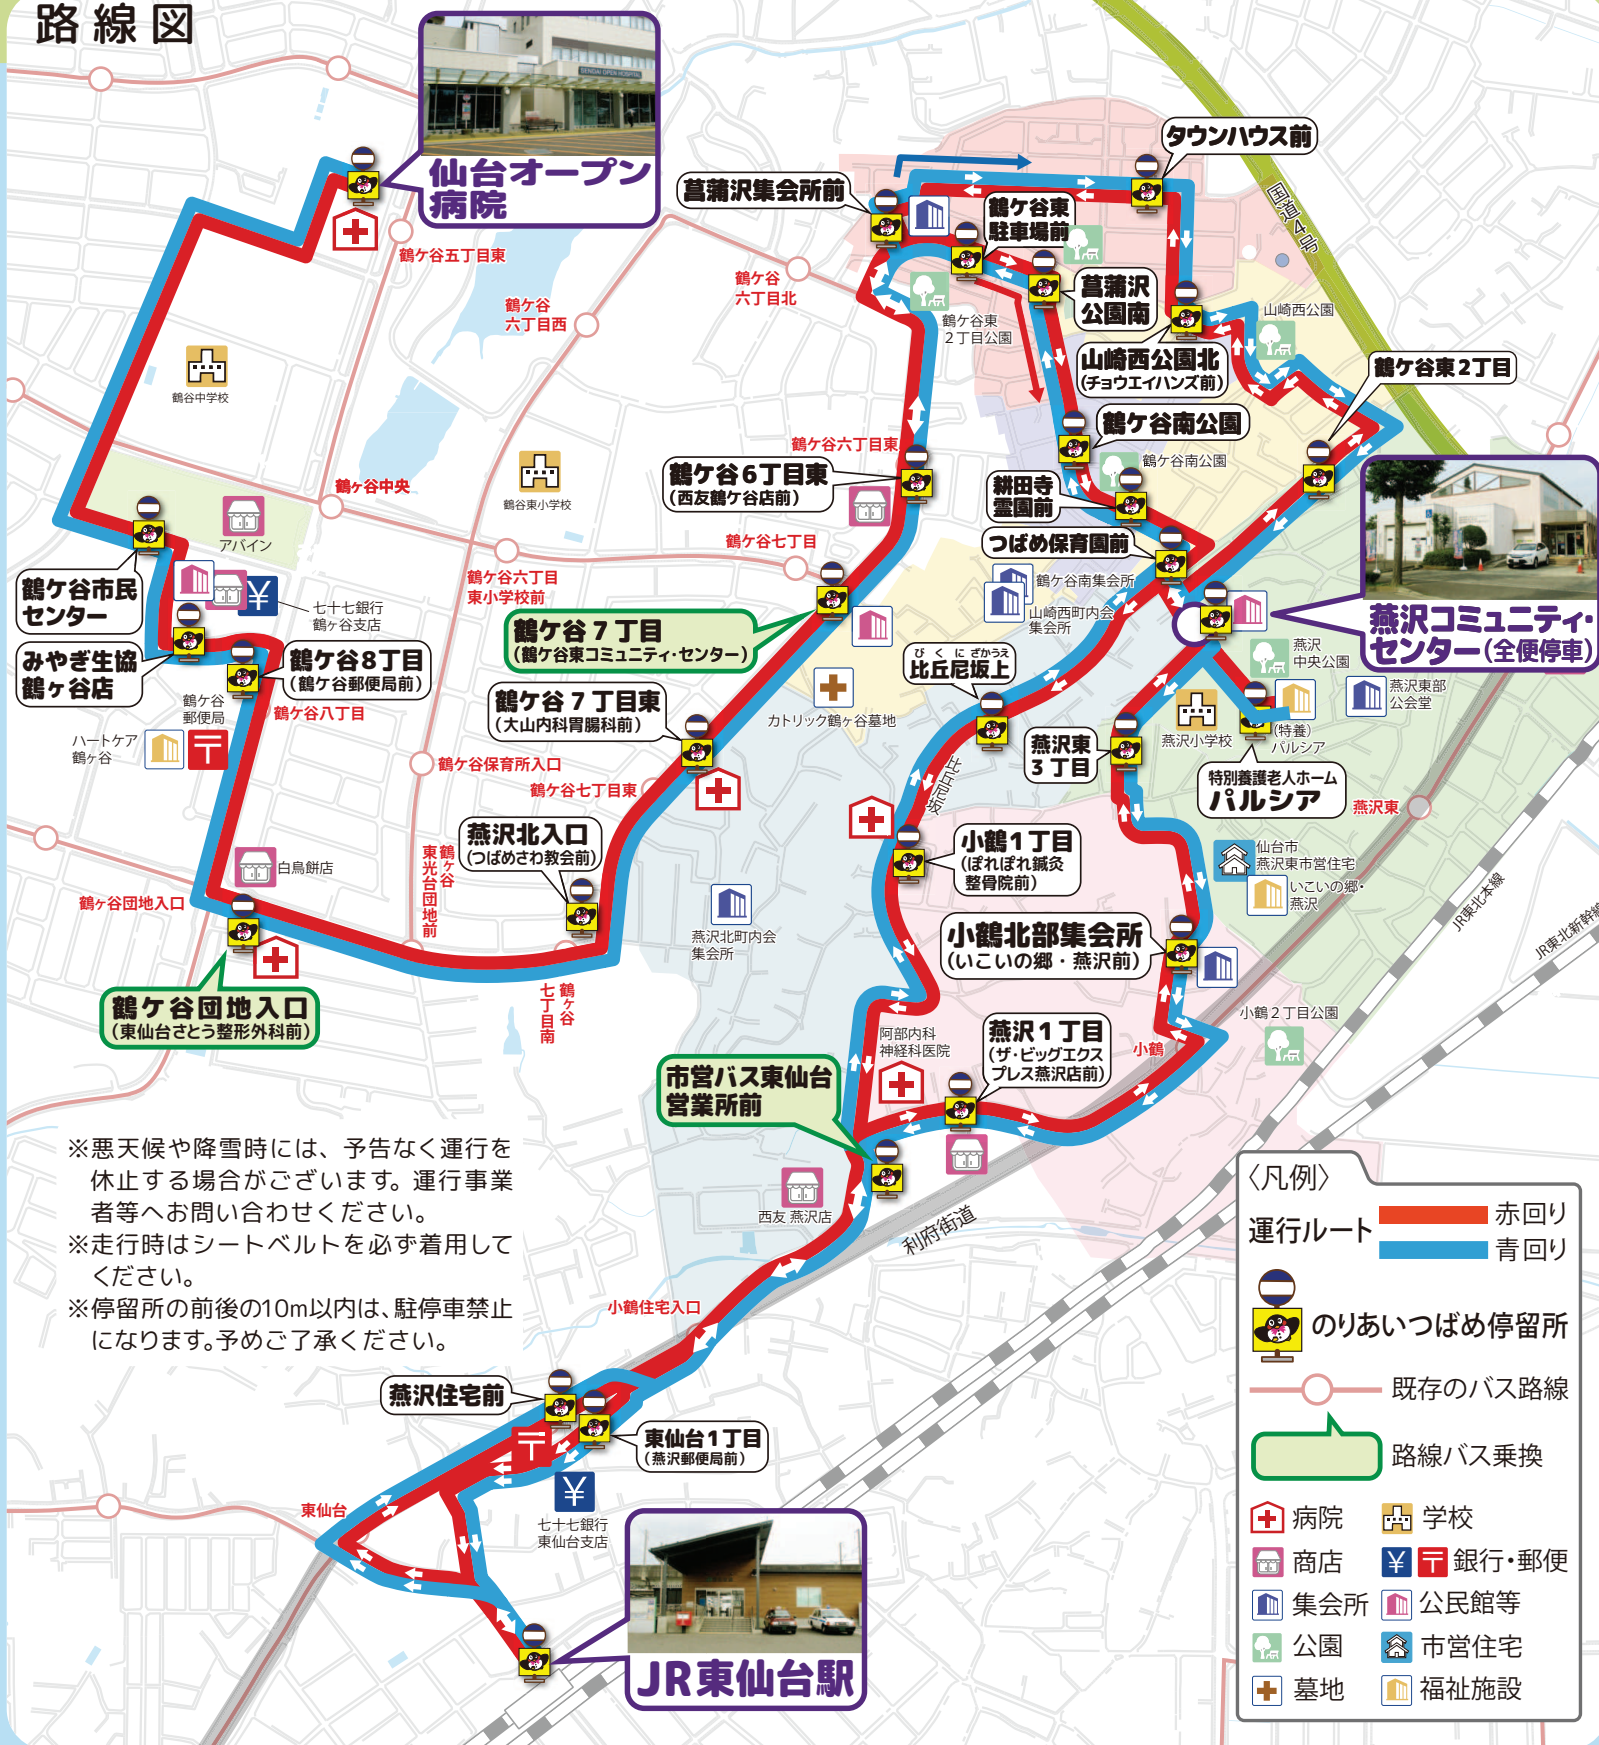 路線図
SENDAI OPEN HOSPITAL
仙台オープン
病院
タウンハウス前
菖蒲沢集会所前
鶴ケ谷東
駐車場前
国道4号
鶴ケ谷五丁目東
鶴ケ谷
六丁目北
鶴ケ谷
六丁目西
菖蒲沢
公園南
鶴ケ谷東
２丁目公園
山崎西公園
山崎西公園北
(チョウエイハンズ前)
鶴ケ谷東2丁目
鶴谷中学校
鶴ケ谷南公園
鶴ケ谷六丁目東
鶴ケ谷6丁目東
(西友鶴ケ谷店前)
鶴ケ谷南公園
鶴ヶ谷中央
鶴谷東小学校
耕田寺
霊園前
アバイン
鶴ケ谷七丁目
つばめ保育園前
鶴ケ谷六丁目
東小学校前
鶴ケ谷南集会所
山崎西町内会
集会所
鶴ケ谷市民
センター
七十七銀行
鶴ケ谷支店
燕沢コミュニティ・
センター(全便停車)
鶴ケ谷７丁目
(鶴ケ谷東コミュニティ・センター)
みやぎ生協
鶴ヶ谷店
鶴ケ谷8丁目
(鶴ケ谷郵便局前)
びくにざかうえ
比丘尼坂上
燕沢
中央公園
燕沢東部
公会堂
鶴ケ谷
郵便局
鶴ケ谷八丁目
鶴ケ谷７丁目東
(大山内科胃腸科前)
カトリック鶴ヶ谷墓地
燕沢小学校
(特養)
パルシア
ハートケア
鶴ケ谷
燕沢東
３丁目
鶴ケ谷保育所入口
鶴ケ谷七丁目東
比丘尼坂
特別養護老人ホーム
パルシア
燕沢東
燕沢北入口
(つばめさわ教会前)
小鶴1丁目
(ぽれぽれ鍼灸
整骨院前)
仙台市
燕沢東市営住宅
鶴ケ谷
東光台団地前
白鳥餅店
いこいの郷・
燕沢
JR東北本線
鶴ヶ谷団地入口
燕沢北町内会
集会所
小鶴北部集会所
(いこいの郷・燕沢前)
JR東北新幹線
鶴ケ谷団地入口
(東仙台さとう整形外科前)
鶴ヶ谷
七丁目南
小鶴２丁目公園
阿部内科
神経科医院
燕沢1丁目
(ザ・ビッグエクス
プレス燕沢店前)
小鶴
市営バス東仙台
営業所前
※悪天候や降雪時には、予告なく運行を
休止する場合がございます。運行事業
者等へお問い合わせください。
※走行時はシートベルトを必ず着用して
ください。
※停留所の前後の10m以内は、駐停車禁止
になります。予めご了承ください。
西友 燕沢店
利府街道
小鶴住宅入口
燕沢住宅前
東仙台1丁目
(燕沢郵便局前)
東仙台
七十七銀行
東仙台支店
JR東仙台駅
〈凡例〉
運行ルート
赤回り
青回り
のりあいつばめ停留所
既存のバス路線
路線バス乗換
病院
学校
商店
銀行・郵便
集会所
公民館等
公園
市営住宅
墓地
福祉施設